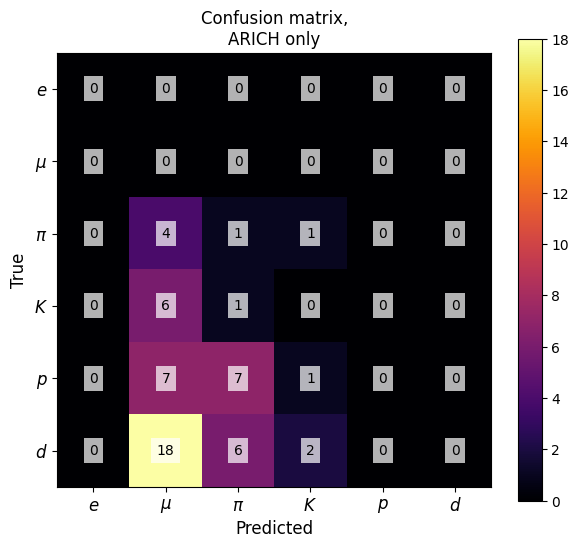 Confusion matrix,
ARICH only
e 0 0 0 0 0 0
μ 0 0 0 0 0 0
π 0 4 1 1 0 0
K 0 6 1 0 0 0
p 0 7 7 1 0 0
d 0 18 6 2 0 0
e μ π K p d
True
Predicted
18
16
14
12
10
8
6
4
2
0